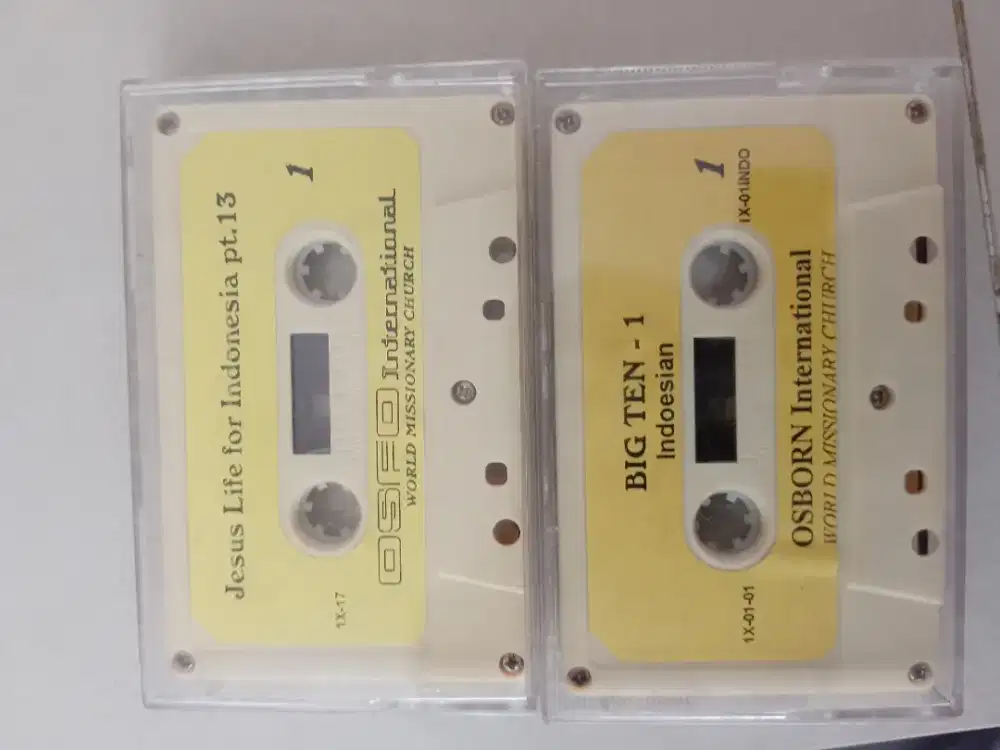 Jesus Life for Indonesia pt.13
1
1X-17
OSFO International
WORLD MISSIONARY CHURCH
BIG TEN - 1
Indoesian
1
1X-01-01
IX-01INDO
OSBORN International
WORLD MISSIONARY CHURCH